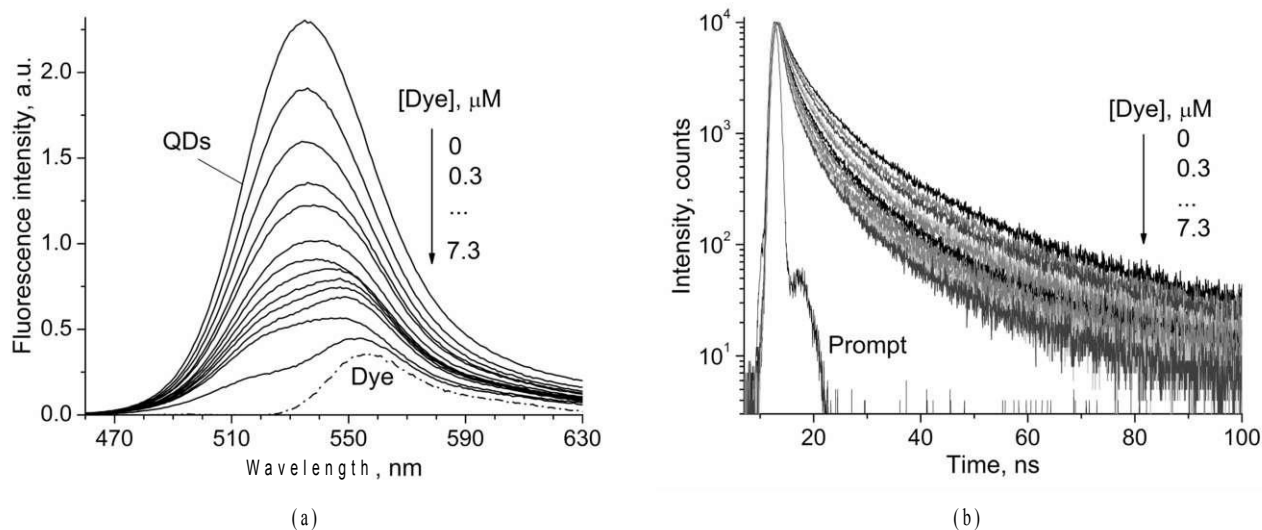 Fluorescence intensity, a.u.
2.0
1.5
1.0
0.5
0.0
QDs
[Dye], μM
0
0.3
...
7.3
Dye
470 510 550 590 630
Wavelength, nm
(a)
Intensity, counts
10⁴
10³
10²
10¹
[Dye], μM
0
0.3
...
7.3
Prompt
20 40 60 80 100
Time, ns
(b)